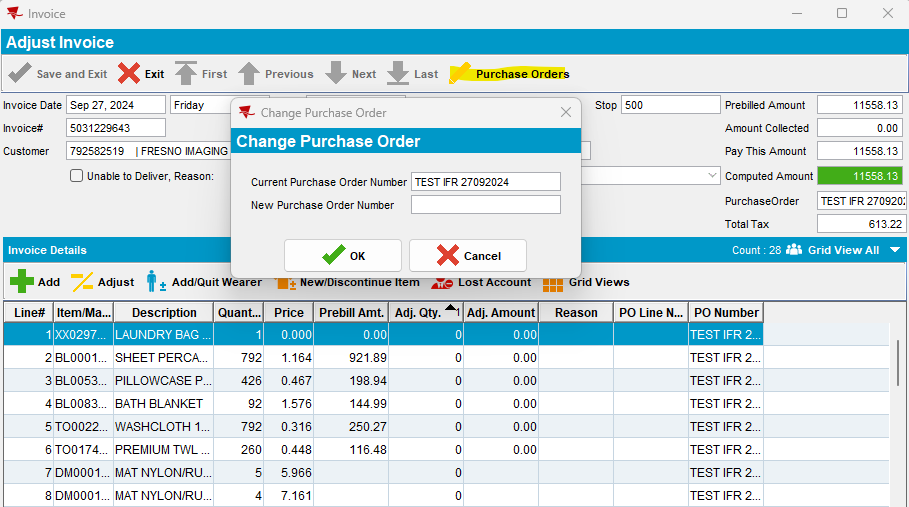 Invoice
Adjust Invoice
Save and Exit Exit First Previous Next Last Purchase Orders
Invoice Date Sep 27, 2024 Friday Stop 500 Prebilled Amount 11558.13
Invoice# 5031229643 Amount Collected 0.00
Customer 792582519 | FRESNO IMAGING Pay This Amount 11558.13
Unable to Deliver, Reason: Computed Amount 11558.13
PurchaseOrder TEST IFR 2709202
Total Tax 613.22
Change Purchase Order
Change Purchase Order
Current Purchase Order Number TEST IFR 27092024
New Purchase Order Number
OK Cancel
Invoice Details Count : 28 Grid View All
Add Adjust Add/Quit Wearer New/Discontinue Item Lost Account Grid Views
Line# Item/Ma... Description Quant... Price Prebill Amt. Adj. Qty. 1 Adj. Amount Reason PO Line N... PO Number
1 XX0297... LAUNDRY BAG ... 1 0.000 0.00 0 0.00 TEST IFR 2...
2 BL0001... SHEET PERCA... 792 1.164 921.89 0 0.00 TEST IFR 2...
3 BL0053... PILLOWCASE P... 426 0.467 198.94 0 0.00 TEST IFR 2...
4 BL0083... BATH BLANKET 92 1.576 144.99 0 0.00 TEST IFR 2...
5 TO0022... WASHCLOTH 1... 792 0.316 250.27 0 0.00 TEST IFR 2...
6 TO0174... PREMIUM TWL ... 260 0.448 116.48 0 0.00 TEST IFR 2...
7 DM0001... MAT NYLON/RU... 5 5.966 0 TEST IFR 2...
8 DM0001... MAT NYLON/RU... 4 7.161 0 TEST IFR 2...